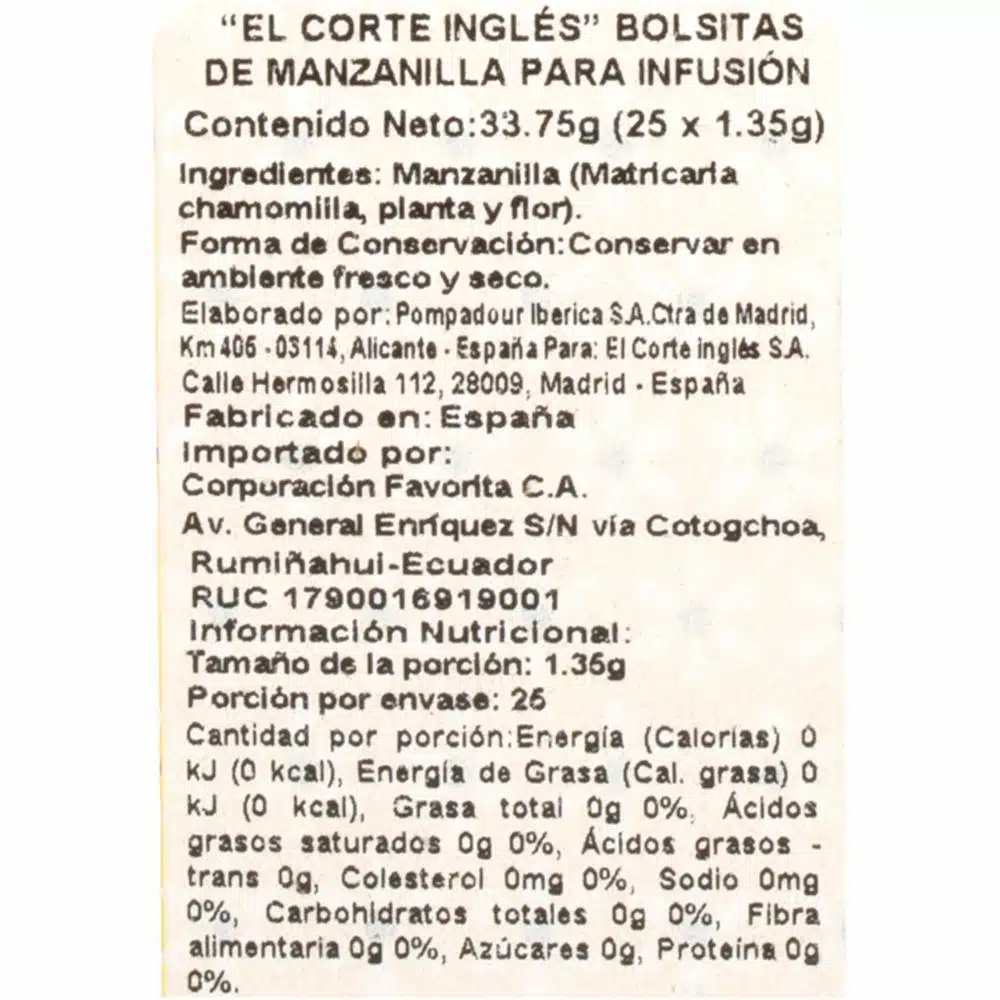 “EL CORTE INGLÉS” BOLSITAS
DE MANZANILLA PARA INFUSIÓN
Contenido Neto:33.75g (25 x 1.35g)
Ingredientes: Manzanilla (Matricaria
chamomilla, planta y flor).
Forma de Conservación:Conservar en
ambiente fresco y seco.
Elaborado por: Pompadour Iberica S.A.Ctra de Madrid,
Km 406 - 03114, Alicante - España Para: El Corte inglés S.A.
Calle Hermosilla 112, 28009, Madrid - España
Fabricado en: España
Importado por:
Corporación Favorita C.A.
Av. General Enríquez S/N vía Cotogchoa,
Rumiñahui-Ecuador
RUC 1790016919001
Información Nutricional:
Tamaño de la porción: 1.35g
Porción por envase: 25
Cantidad por porción:Energía (Calorías) 0
kJ (0 kcal), Energía de Grasa (Cal. grasa) 0
kJ (0 kcal), Grasa total 0g 0%, Ácidos
grasos saturados 0g 0%, Ácidos grasos -
trans 0g, Colesterol 0mg 0%, Sodio 0mg
0%, Carbohidratos totales 0g 0%, Fibra
alimentaria 0g 0%, Azúcares 0g, Proteína 0g
0%.